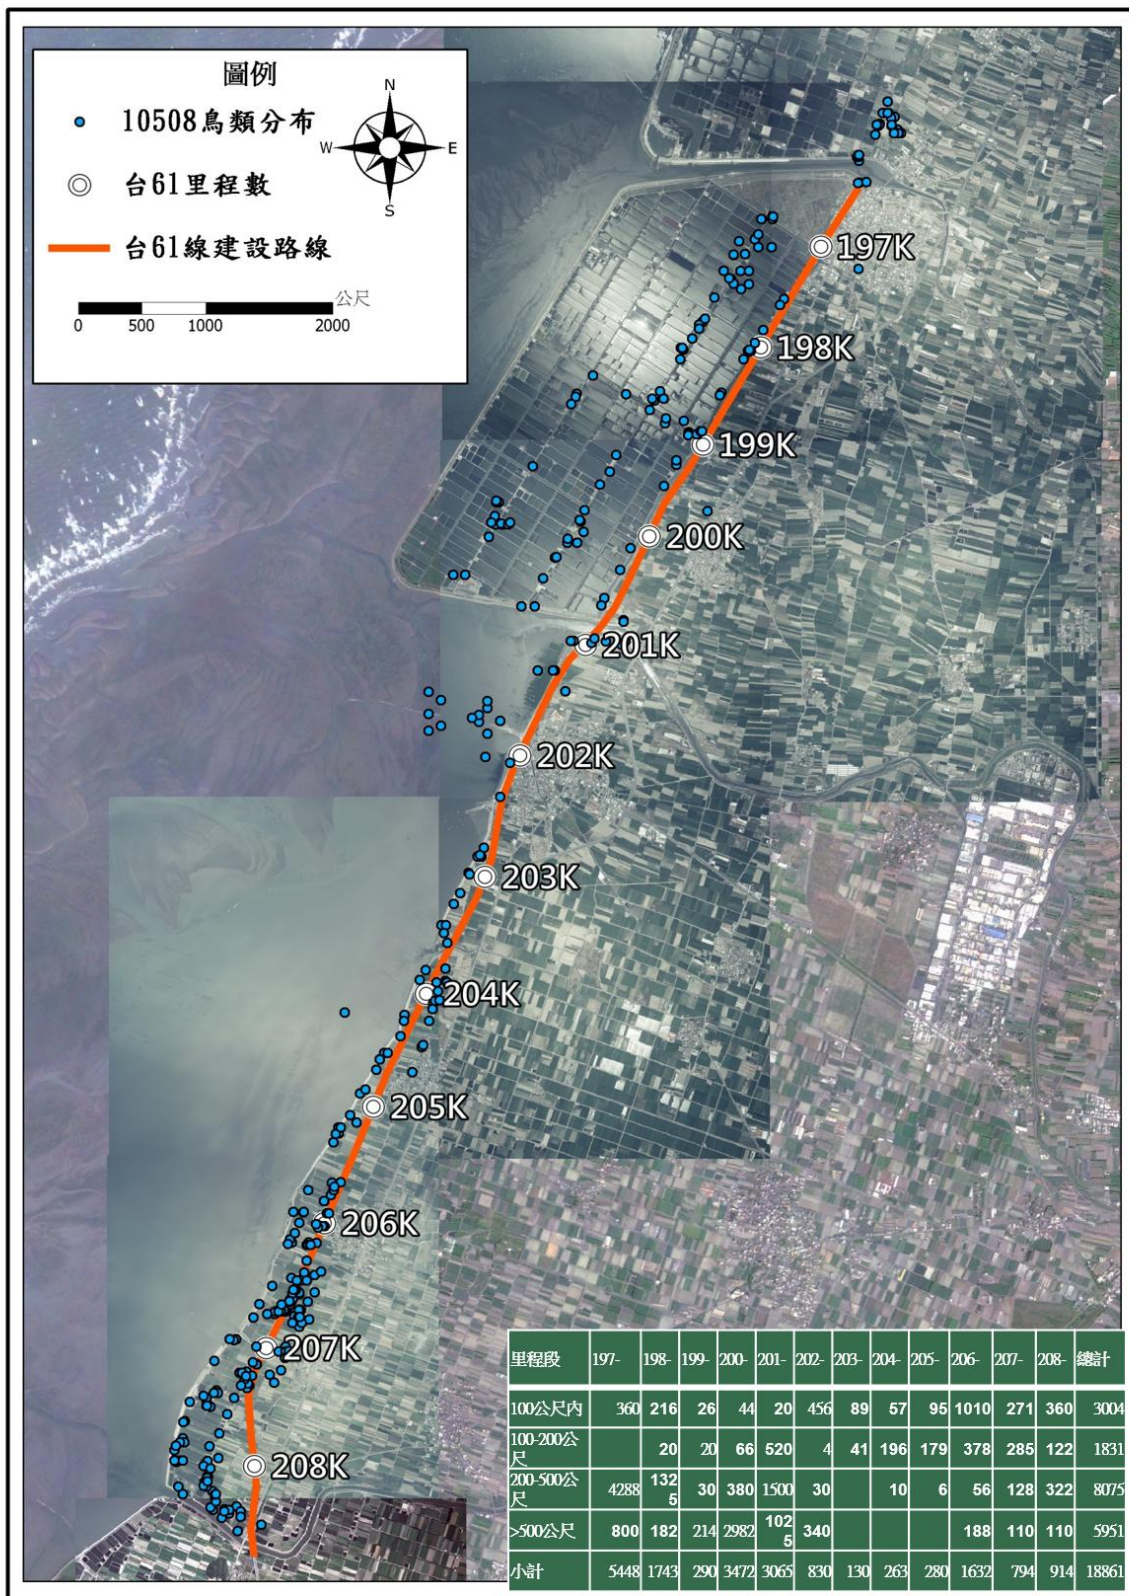 圖例
10508鳥類分布
台61里程數
台61線建設路線
N
W E
S
公尺
0 500 1000 2000
197K
198K
199K
200K
201K
202K
203K
204K
205K
206K
207K
208K
里程段 197- 198- 199- 200- 201- 202- 203- 204- 205- 206- 207- 208- 總計
100公尺內 360 216 26 44 20 456 89 57 95 1010 271 360 3004
100-200公尺 20 20 66 520 4 41 196 179 378 285 122 1831
200-500公尺 4288 1325 30 380 1500 30 10 6 56 128 322 8075
>500公尺 800 182 214 2982 1025 340 188 110 110 5951
小計 5448 1743 290 3472 3065 830 130 263 280 1632 794 914 18861